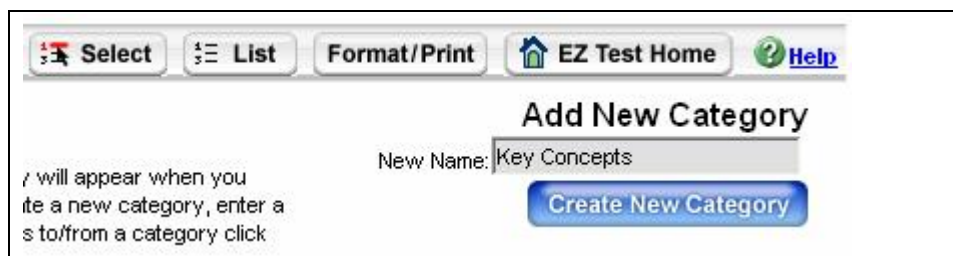 Select List Format/Print EZ Test Home Help
Add New Category
New Name: Key Concepts
y will appear when you
te a new category, enter a
s to/from a category click
Create New Category